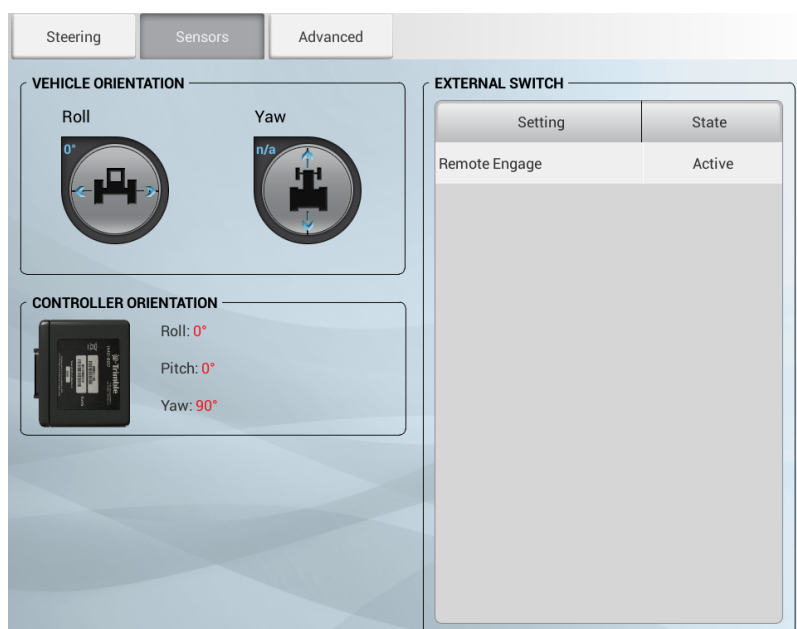 Steering
Sensors
Advanced
VEHICLE ORIENTATION
Roll
Yaw
0°
n/a
CONTROLLER ORIENTATION
Trimble
Roll: 0°
Pitch: 0°
Yaw: 90°
EXTERNAL SWITCH
Setting
State
Remote Engage
Active